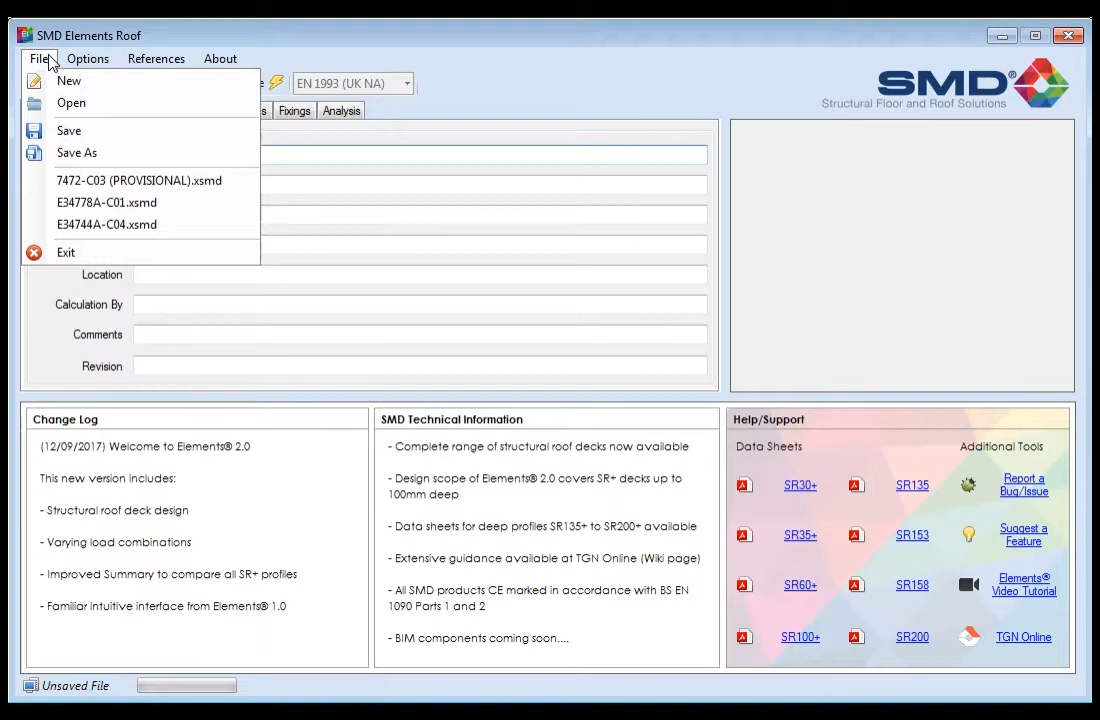 SMD Elements Roof
File Options References About
EN 1993 (UK NA)
SMD®
Structural Floor and Roof Solutions
New
Open
Save
Save As
7472-C03 (PROVISIONAL).xsmd
E34778A-C01.xsmd
E34744A-C04.xsmd
Exit
Fixings Analysis
Location
Calculation By
Comments
Revision
Change Log
(12/09/2017) Welcome to Elements® 2.0
This new version includes:
- Structural roof deck design
- Varying load combinations
- Improved Summary to compare all SR+ profiles
- Familiar intuitive interface from Elements® 1.0
SMD Technical Information
- Complete range of structural roof decks now available
- Design scope of Elements® 2.0 covers SR+ decks up to
100mm deep
- Data sheets for deep profiles SR135+ to SR200+ available
- Extensive guidance available at TGN Online (Wiki page)
- All SMD products CE marked in accordance with BS EN
1090 Parts 1 and 2
- BIM components coming soon....
Help/Support
Data Sheets Additional Tools
SR30+ SR135 Report a
Bug/Issue
SR35+ SR153 Suggest a
Feature
SR60+ SR158 Elements®
Video Tutorial
SR100+ SR200 TGN Online
Unsaved File